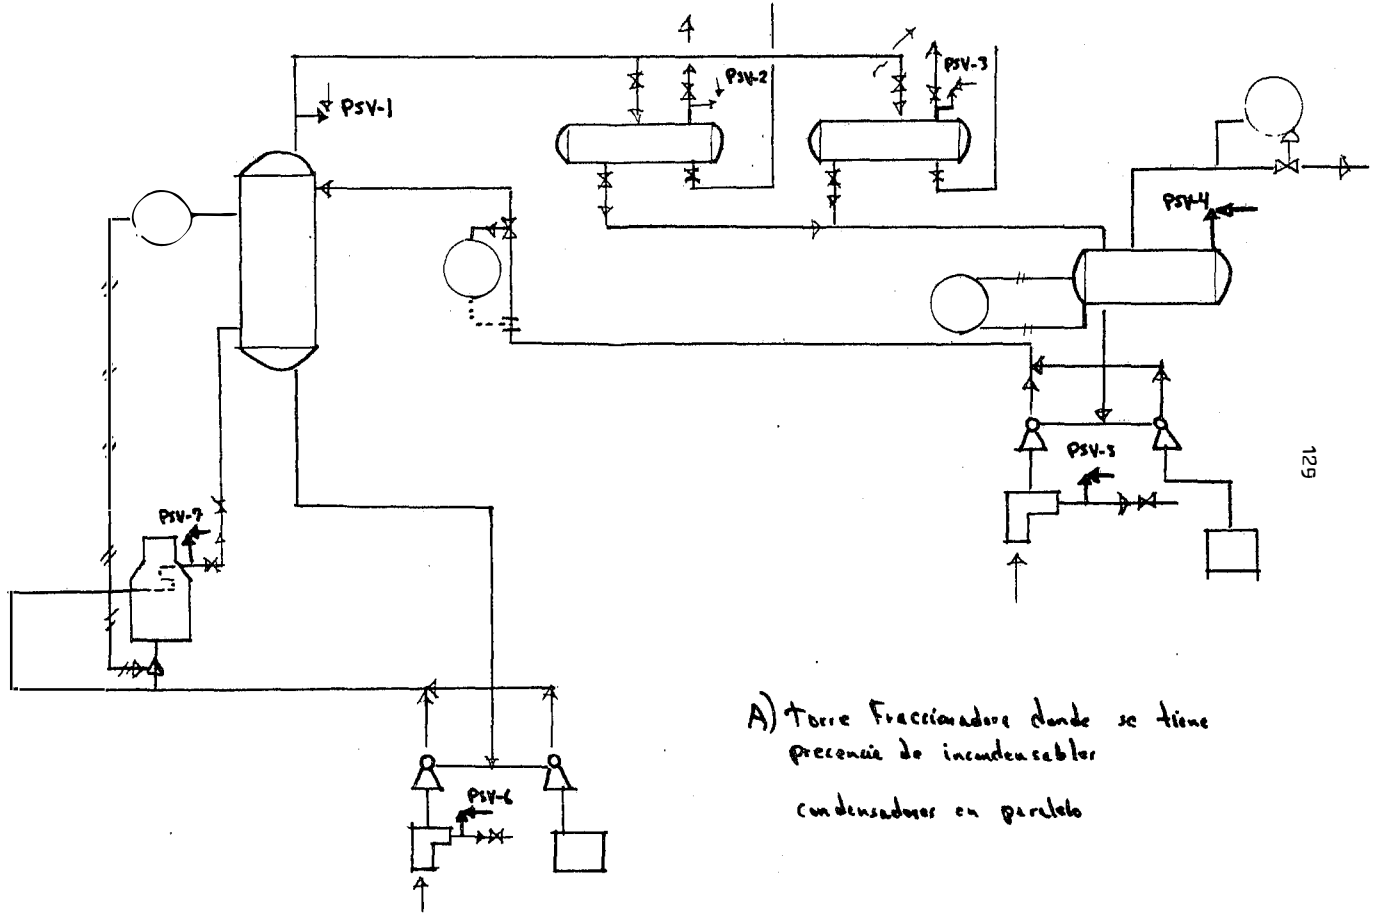 PSV-1
PSV-2
PSV-3
PSV-4
PSV-5
PSV-7
PSV-6
129
A) Torre Fraccionadora donde se tiene
precencia de incondensables
condensadores en paralelo